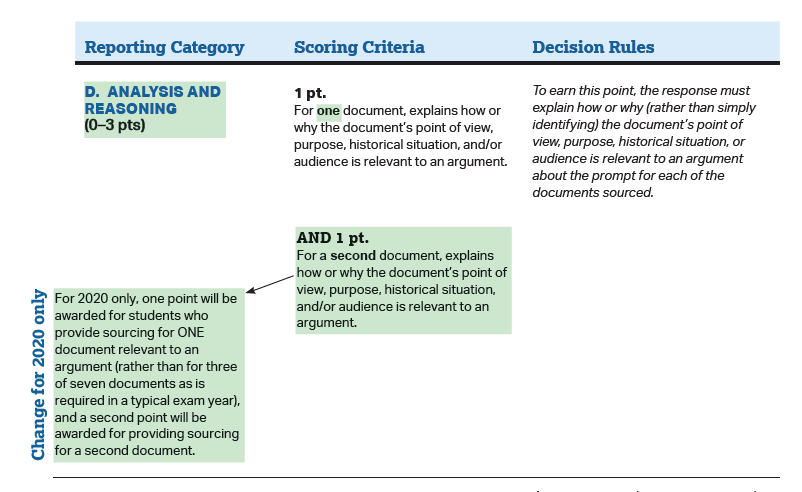 Reporting Category
Scoring Criteria
Decision Rules
D. ANALYSIS AND
REASONING
(0–3 pts)
1 pt.
For one document, explains how or
why the document's point of view,
purpose, historical situation, and/or
audience is relevant to an argument.
To earn this point, the response must
explain how or why (rather than simply
identifying) the document's point of
view, purpose, historical situation, or
audience is relevant to an argument
about the prompt for each of the
documents sourced.
AND 1 pt.
For a second document, explains
how or why the document's point of
view, purpose, historical situation,
and/or audience is relevant to an
argument.
Change for 2020 only
For 2020 only, one point will be
awarded for students who
provide sourcing for ONE
document relevant to an
argument (rather than for three
of seven documents as is
required in a typical exam year),
and a second point will be
awarded for providing sourcing
for a second document.